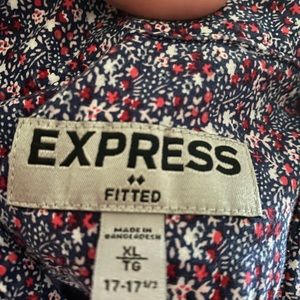 EXPRESS
FITTED
MADE IN
BANGLADESH
XL
TG
17-17 1/2